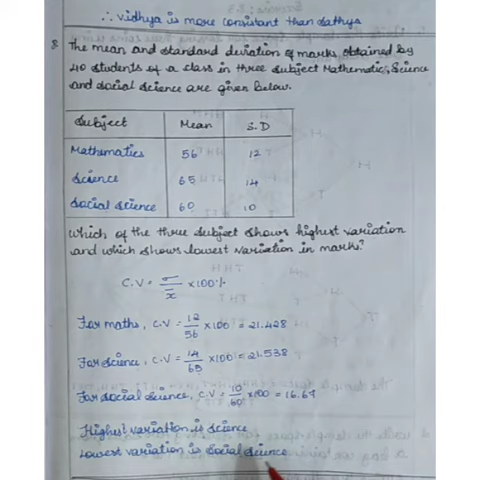 ∴ Vidhya is more consistant than Sathya
8 The mean and standard deviation of marks obtained by
40 students of a class in three subject Mathematics, Science
and social science are given below.
Subject Mean S.D
Mathematics 56 12
Science 65 14
Social Science 60 10
Which of the three subject shows highest variation
and which shows lowest variation in marks?
C.V = σ/x̄ ×100%
For maths, C.V = 12/56 ×100 = 21.428
For science, C.V = 14/65 ×100 = 21.538
For social science, C.V = 10/60 ×100 = 16.67
Highest variation is science
Lowest variation is social science